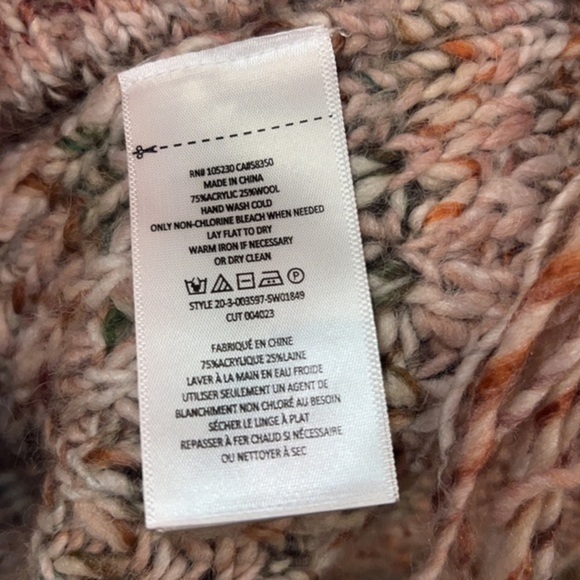 RN# 105230 CA#58350
MADE IN CHINA
75%ACRYLIC 25%WOOL
HAND WASH COLD
ONLY NON-CHLORINE BLEACH WHEN NEEDED
LAY FLAT TO DRY
WARM IRON IF NECESSARY
OR DRY CLEAN
P
STYLE 20-3-003597-SW01849
CUT 004023
FABRIQUÉ EN CHINE
75%ACRYLIQUE 25%LAINE
LAVER À LA MAIN EN EAU FROIDE
UTILISER SEULEMENT UN AGENT DE
BLANCHIMENT NON CHLORÉ AU BESOIN
SÉCHER LE LINGE À PLAT
REPASSER À FER CHAUD SI NÉCESSAIRE
OU NETTOYER À SEC